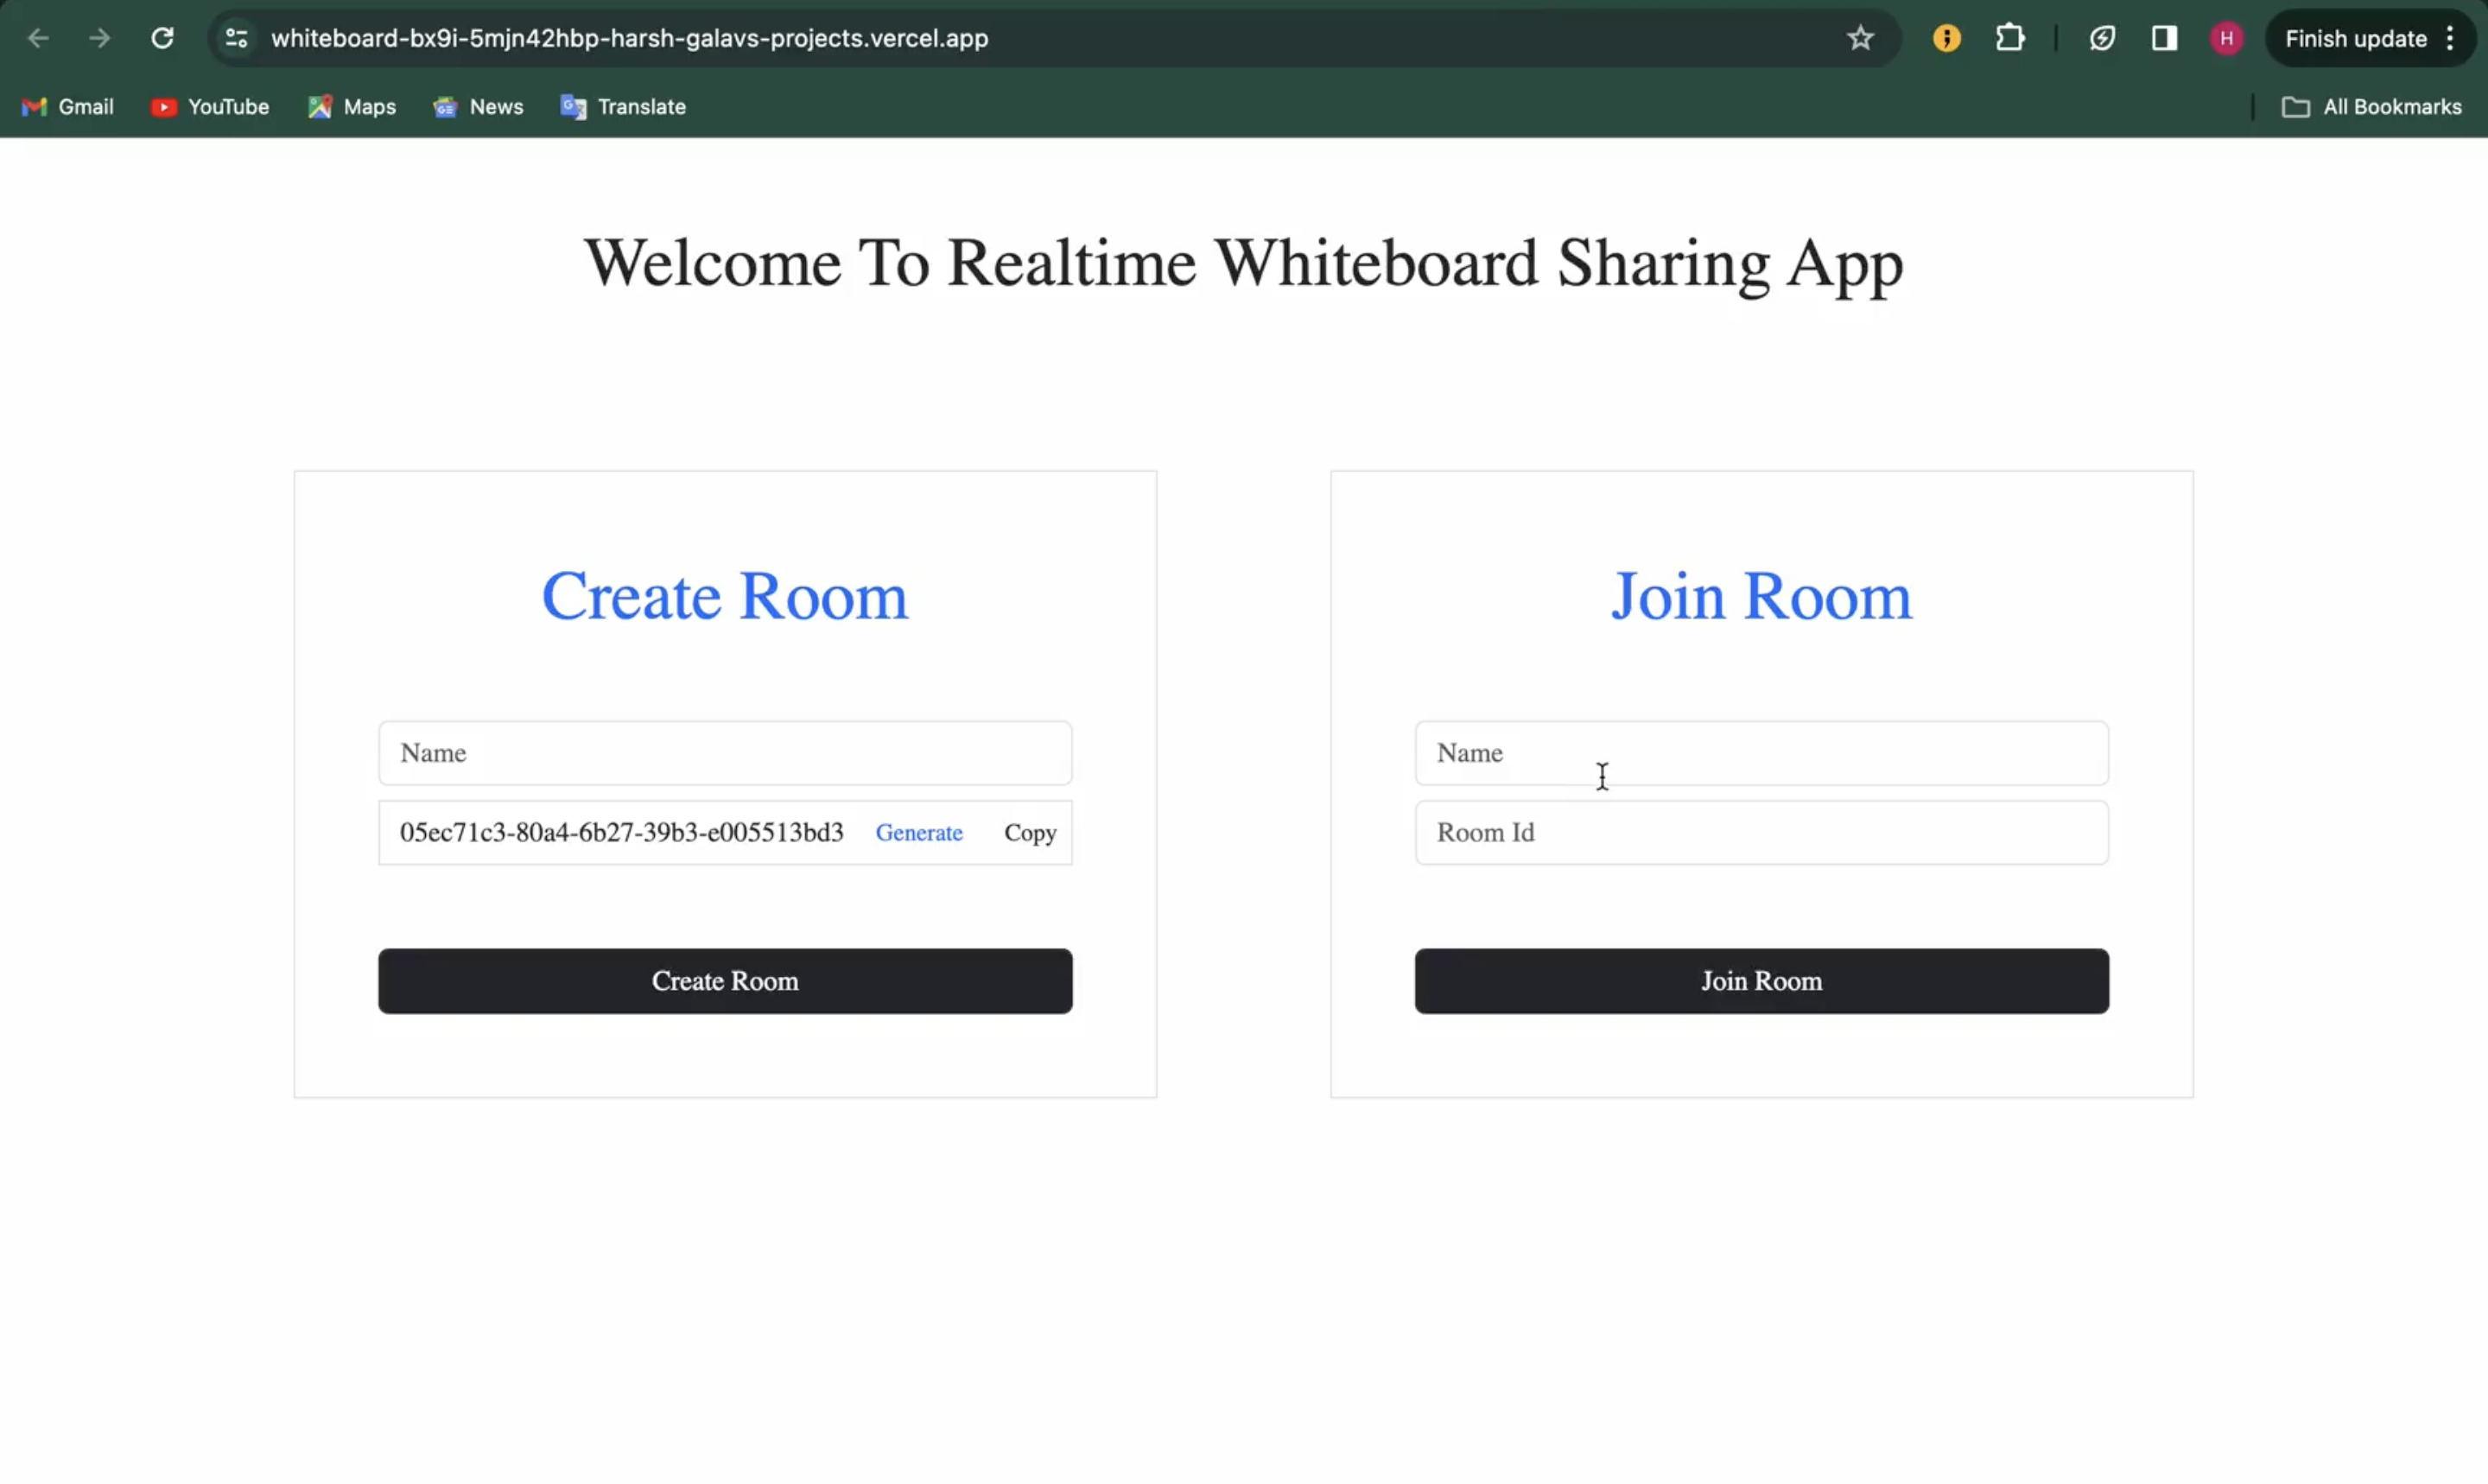 whiteboard-bx9i-5mjn42hbp-harsh-galavs-projects.vercel.app
H
Finish update
Gmail
YouTube
Maps
News
Translate
All Bookmarks
Welcome To Realtime Whiteboard Sharing App
Create Room
Name
05ec71c3-80a4-6b27-39b3-e005513bd3
Generate
Copy
Create Room
Join Room
Name
Room Id
Join Room